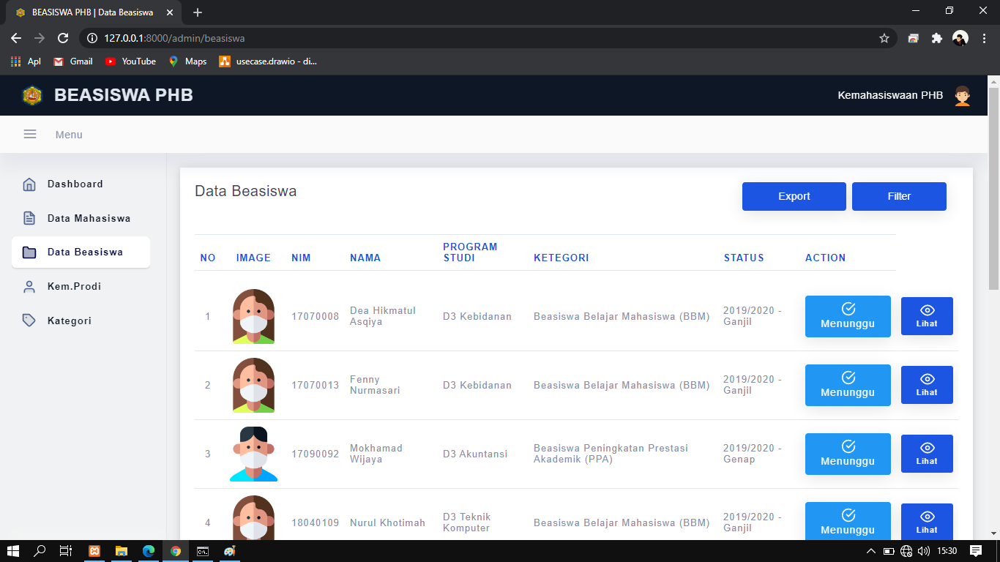 BEASISWA PHB | Data Beasiswa
127.0.0.1:8000/admin/beasiswa
Apl Gmail YouTube Maps usecase.drawio - di...
BEASISWA PHB
Kemahasiswaan PHB
Menu
Dashboard
Data Mahasiswa
Data Beasiswa
Kem.Prodi
Kategori
Data Beasiswa
Export Filter
NO IMAGE NIM NAMA PROGRAM STUDI KETEGORI STATUS ACTION
1 17070008 Dea Hikmatul Asqiya D3 Kebidanan Beasiswa Belajar Mahasiswa (BBM) 2019/2020 - Ganjil Menunggu Lihat
2 17070013 Fenny Nurmasari D3 Kebidanan Beasiswa Belajar Mahasiswa (BBM) 2019/2020 - Ganjil Menunggu Lihat
3 17090092 Mokhamad Wijaya D3 Akuntansi Beasiswa Peningkatan Prestasi Akademik (PPA) 2019/2020 - Genap Menunggu Lihat
4 18040109 Nurul Khotimah D3 Teknik Komputer Beasiswa Belajar Mahasiswa (BBM) 2019/2020 - Ganjil Menunggu Lihat
15:30